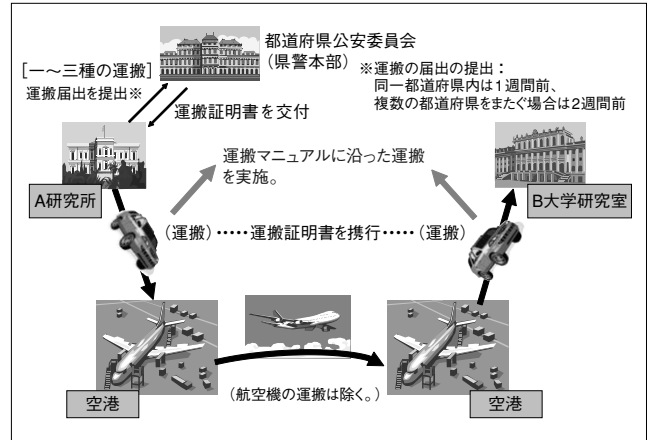 都道府県公安委員会
（県警本部）
［一～三種の運搬］
運搬届出を提出※
運搬証明書を交付
※運搬の届出の提出：
同一都道府県内は1週間前、
複数の都道府県をまたぐ場合は2週間前
運搬マニュアルに沿った運搬
を実施。
A研究所
B大学研究室
（運搬）・・・・・運搬証明書を携行・・・・・（運搬）
空港
（航空機の運搬は除く。）
空港